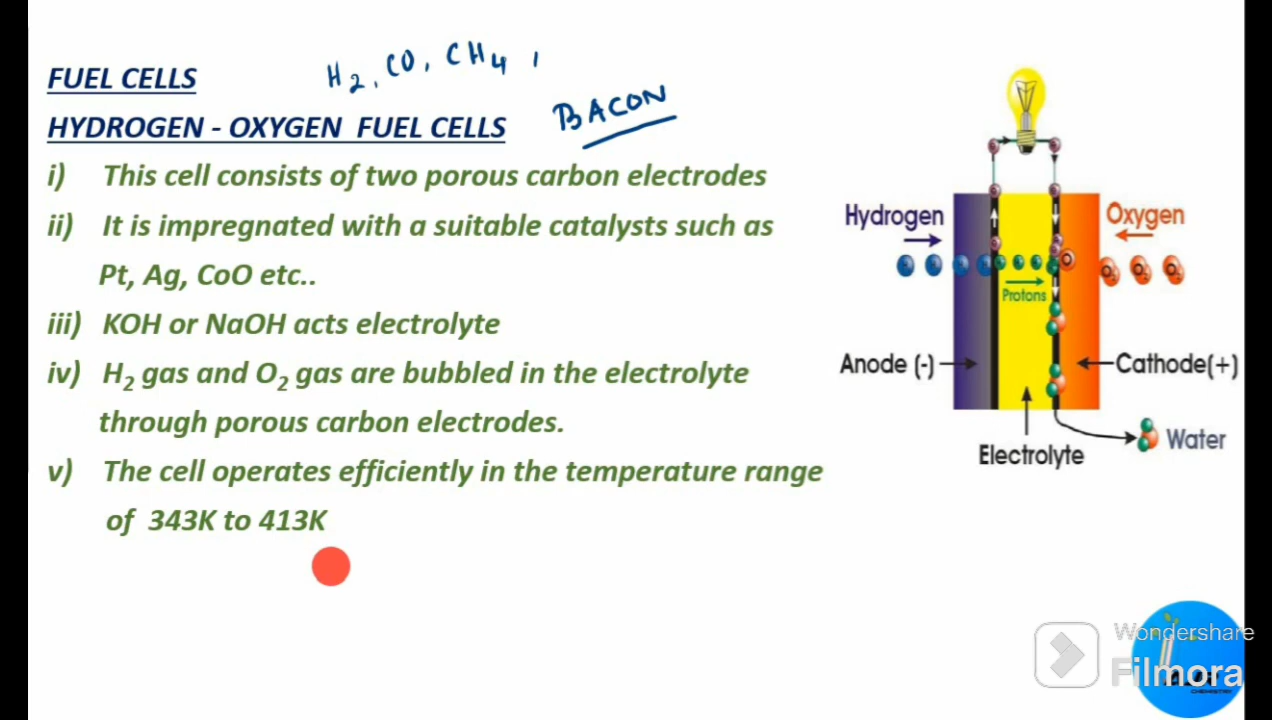 FUEL CELLS
H2, CO, CH4,
HYDROGEN - OXYGEN FUEL CELLS
BACON
i) This cell consists of two porous carbon electrodes
ii) It is impregnated with a suitable catalysts such as
Pt, Ag, CoO etc..
iii) KOH or NaOH acts electrolyte
iv) H2 gas and O2 gas are bubbled in the electrolyte
through porous carbon electrodes.
v) The cell operates efficiently in the temperature range
of 343K to 413K
Hydrogen
Oxygen
Protons
Anode (-)
Cathode(+)
Electrolyte
Water
Wondershare
Filmora
CHEMISTRY